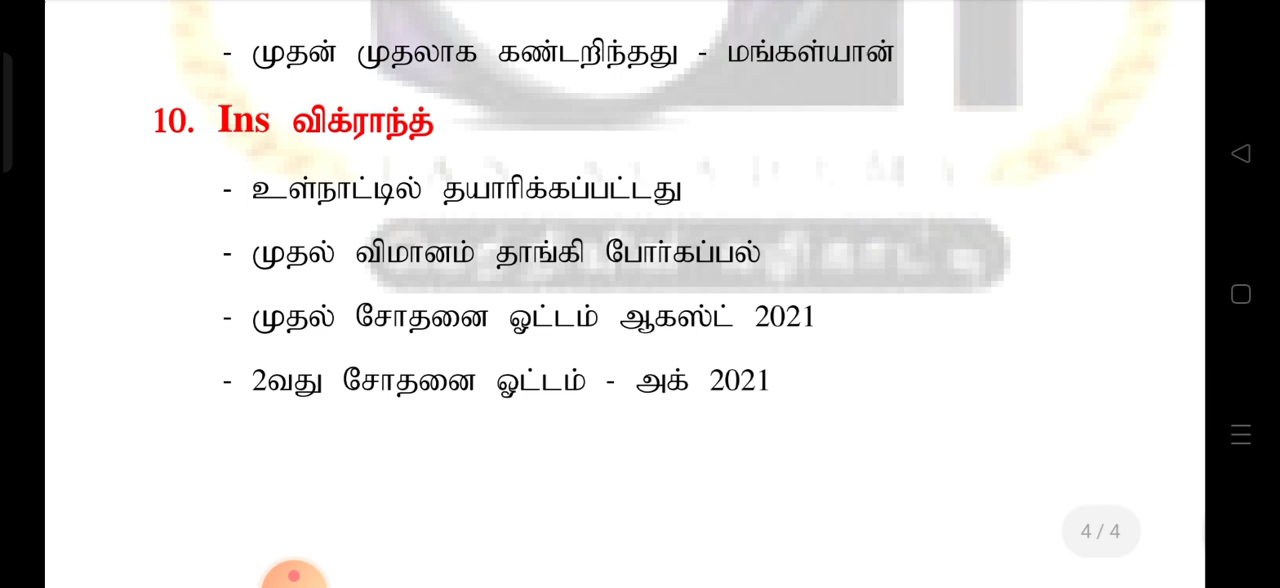 - முதன் முதலாக கண்டறிந்தது - மங்கள்யான்
10. Ins விக்ராந்த்
- உள்நாட்டில் தயாரிக்கப்பட்டது
- முதல் விமானம் தாங்கி போர்கப்பல்
- முதல் சோதனை ஓட்டம் ஆகஸ்ட் 2021
- 2வது சோதனை ஓட்டம் - அக் 2021
4 / 4